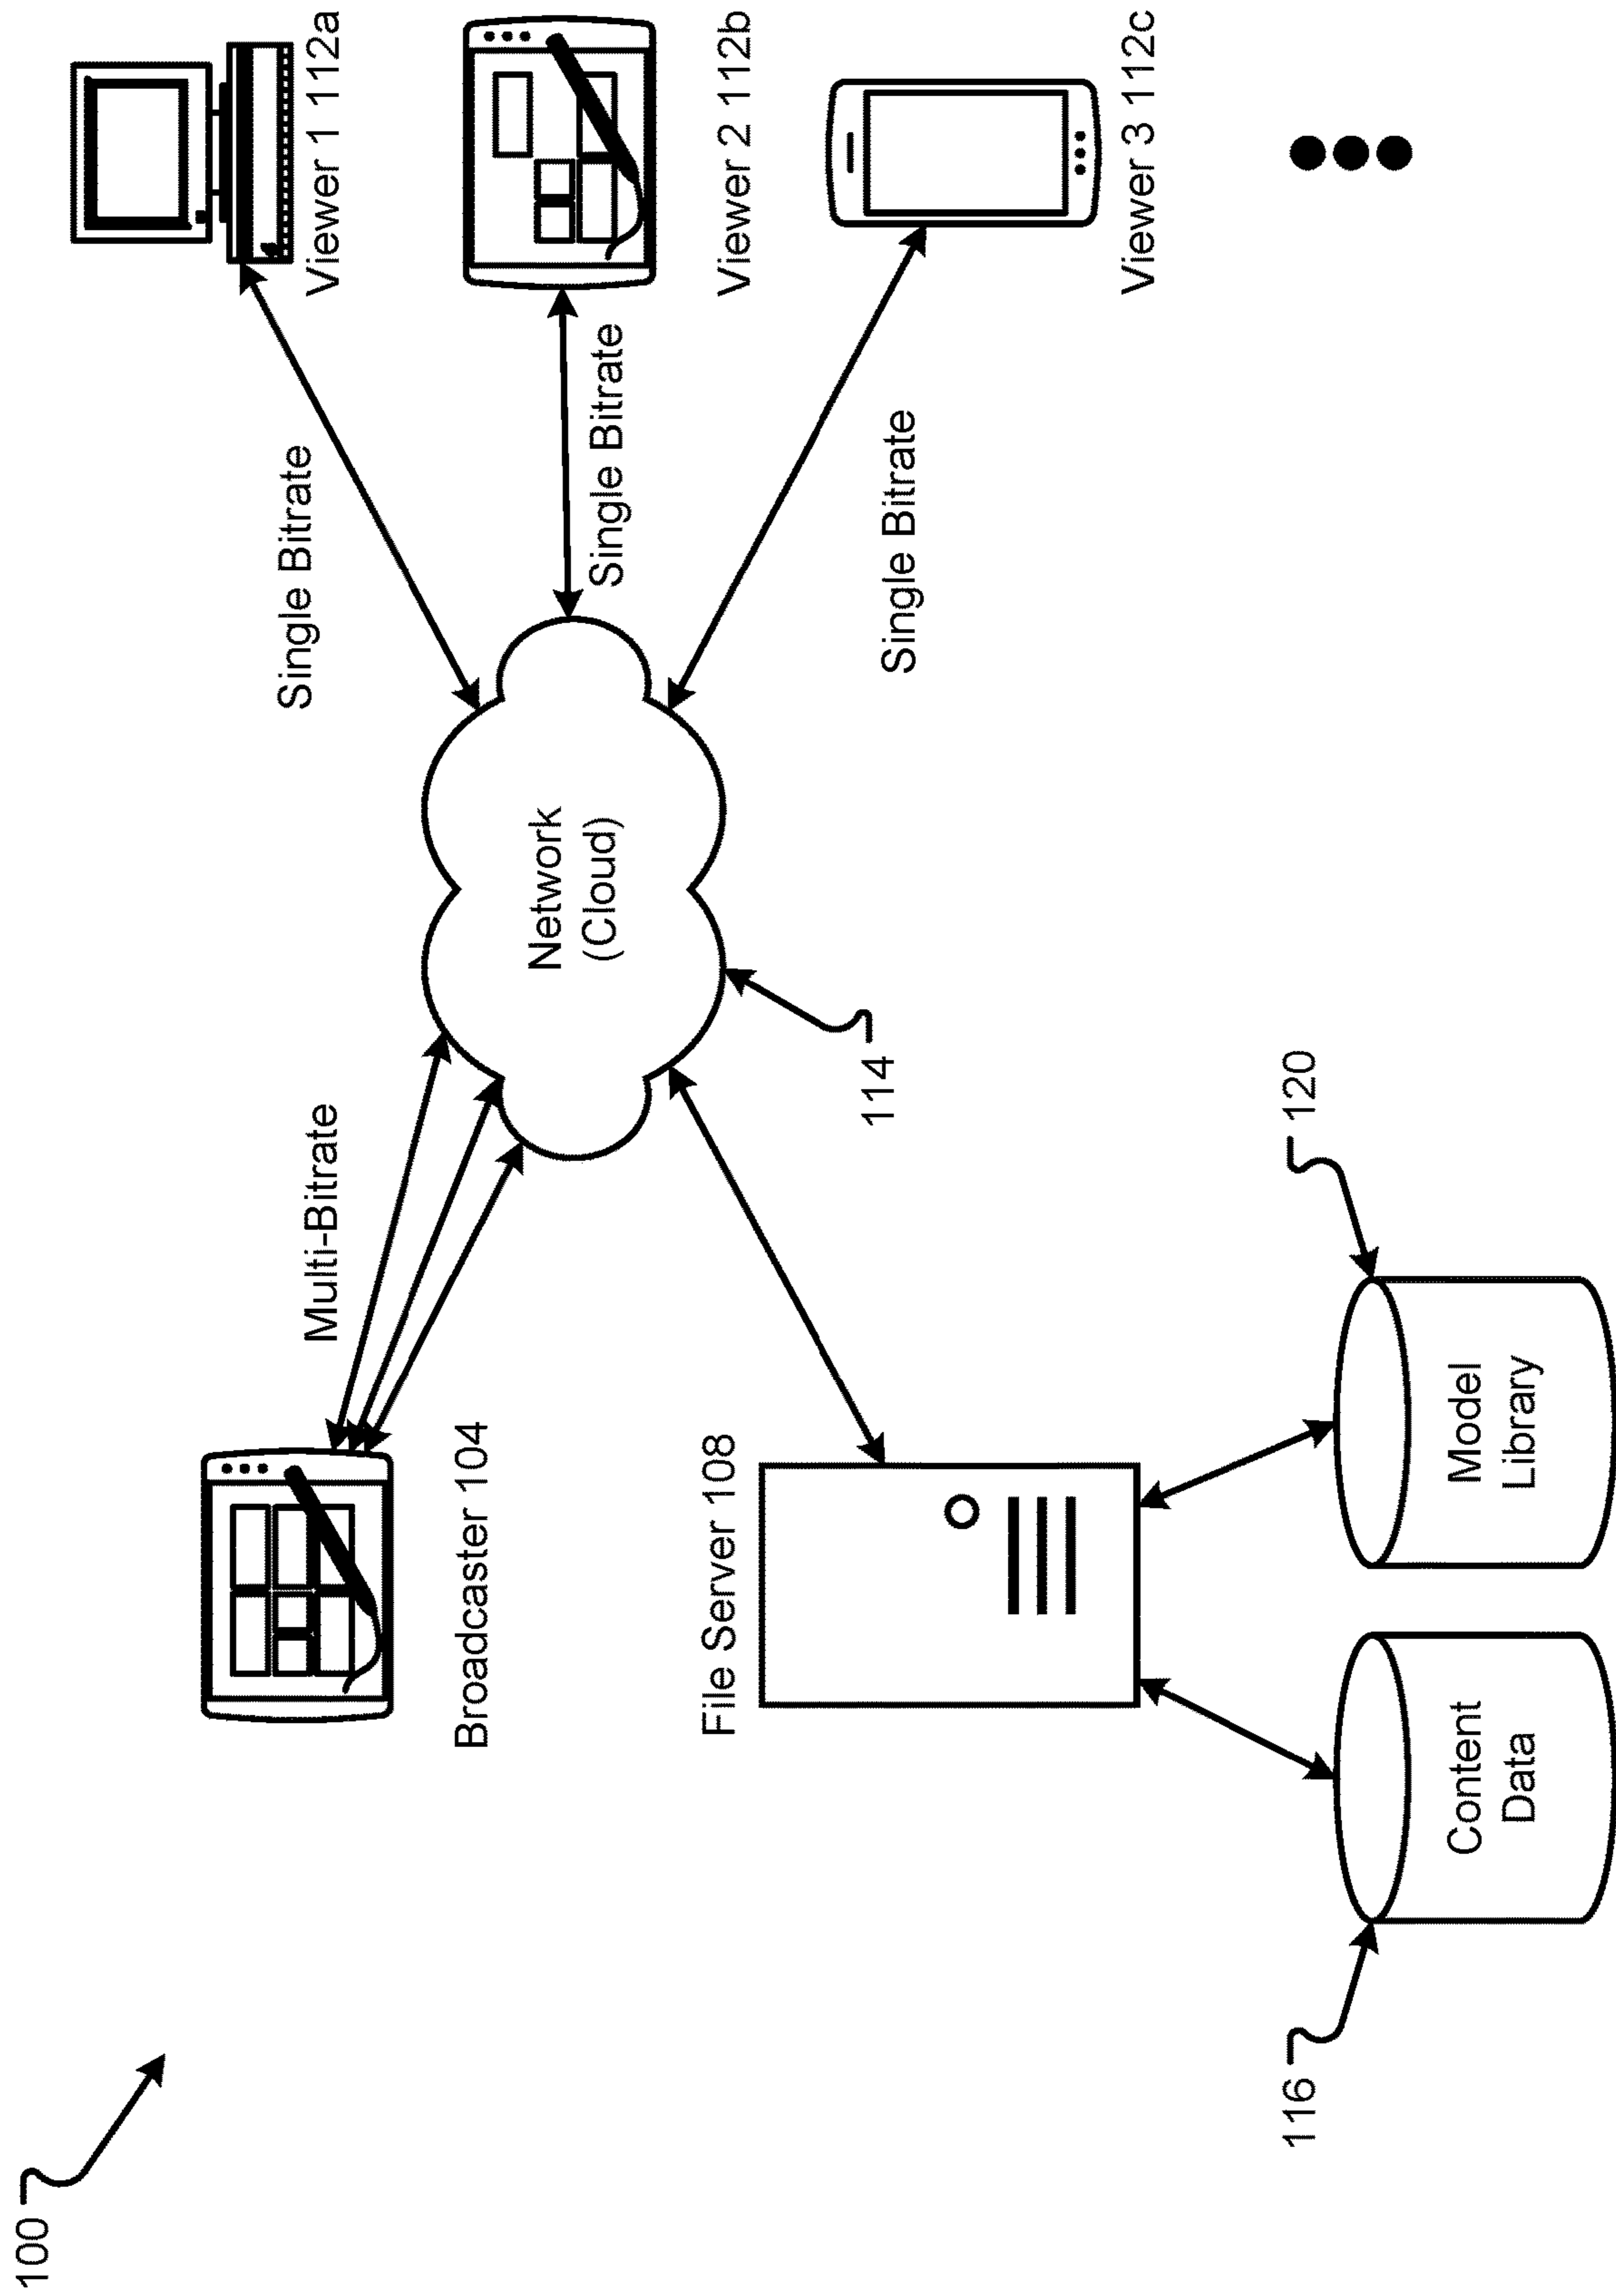 100
Broadcaster 104
Multi-Bitrate
Single Bitrate
Viewer 1 112a
Network
(Cloud)
Single Bitrate
Viewer 2 112b
File Server 108
114
Single Bitrate
Viewer 3 112c
116
120
Content
Data
Model
Library